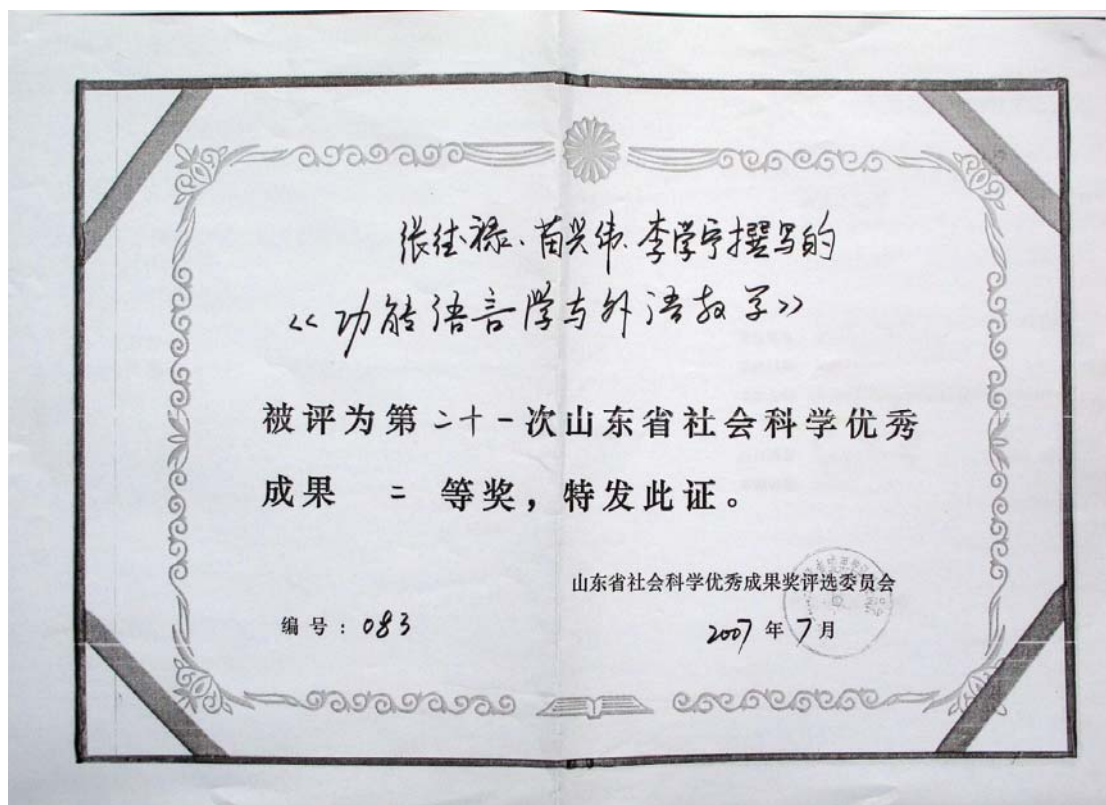 张德禄、苗兴伟、李学宁撰写的
《功能语言学与外语教学》
被评为第二十一次山东省社会科学优秀
成果 二 等奖，特发此证。
山东省社会科学优秀成果奖评选委员会
编号：083
2007 年 7 月